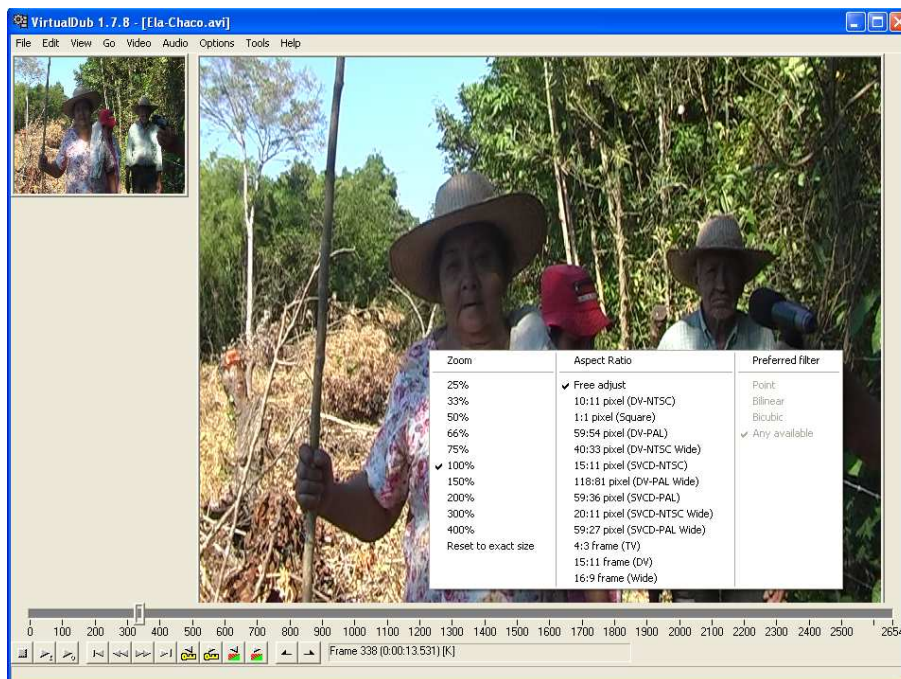 VirtualDub 1.7.8 - [Ela-Chaco.avi]
File Edit View Go Video Audio Options Tools Help
Zoom
25%
33%
50%
66%
75%
100%
150%
200%
300%
400%
Reset to exact size
Aspect Ratio
Free adjust
10:11 pixel (DV-NTSC)
1:1 pixel (Square)
59:54 pixel (DV-PAL)
40:33 pixel (DV-NTSC Wide)
15:11 pixel (SVCD-NTSC)
118:81 pixel (DV-PAL Wide)
59:36 pixel (SVCD-PAL)
20:11 pixel (SVCD-NTSC Wide)
59:27 pixel (SVCD-PAL Wide)
4:3 frame (TV)
15:11 frame (DV)
16:9 frame (Wide)
Preferred filter
Point
Bilinear
Bicubic
Any available
0 100 200 300 400 500 600 700 800 900 1000 1100 1200 1300 1400 1500 1600 1700 1800 1900 2000 2100 2200 2300 2400 2500 2654
Frame 338 (0:00:13.531) [K]